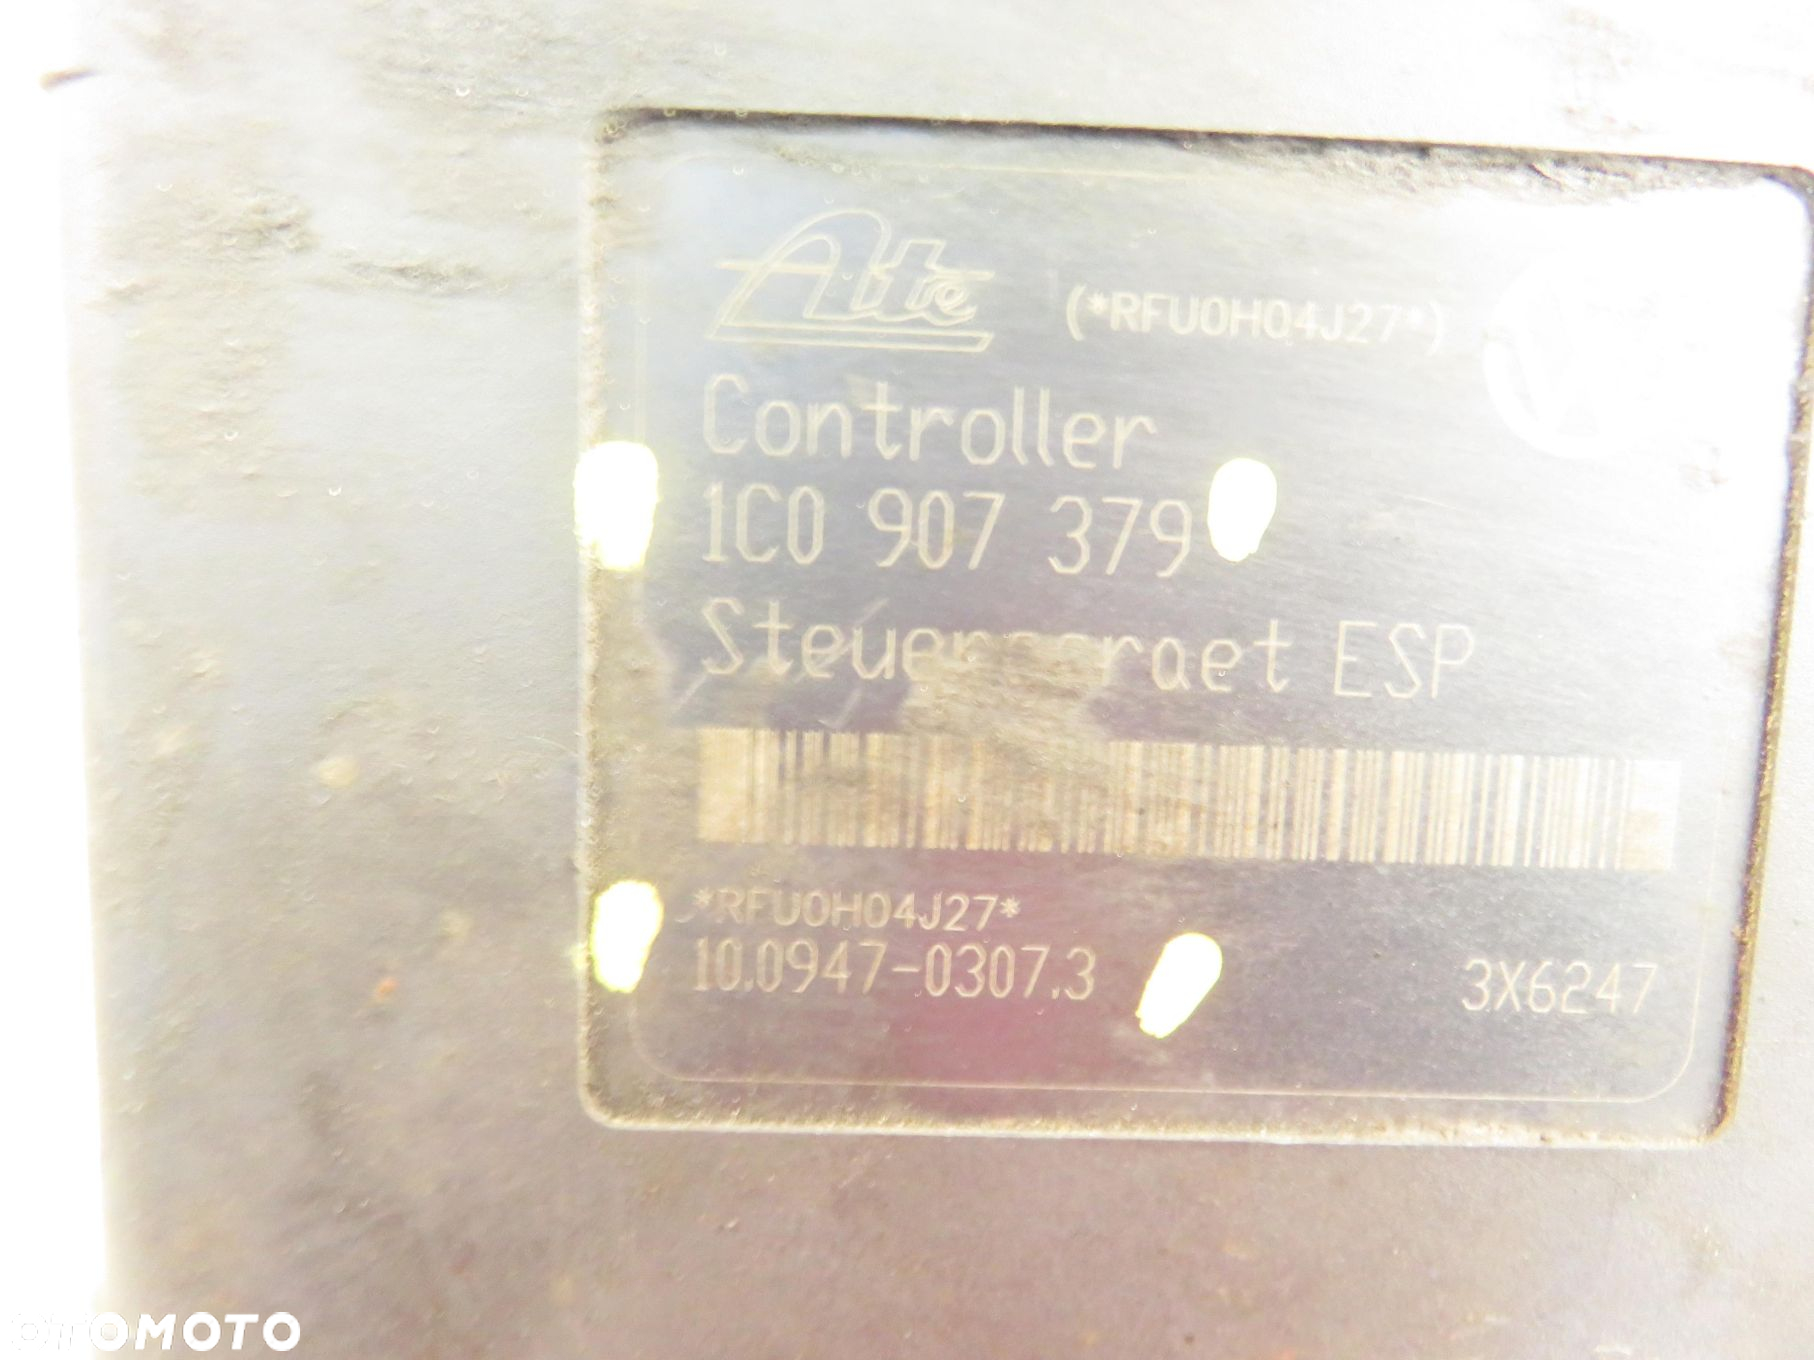 Ate
(*RFU0H04J27*)
Controller
1C0 907 379
ESP
*RFU0H04J27*
10.0947-0307.3
3X6247
OTOMOTO